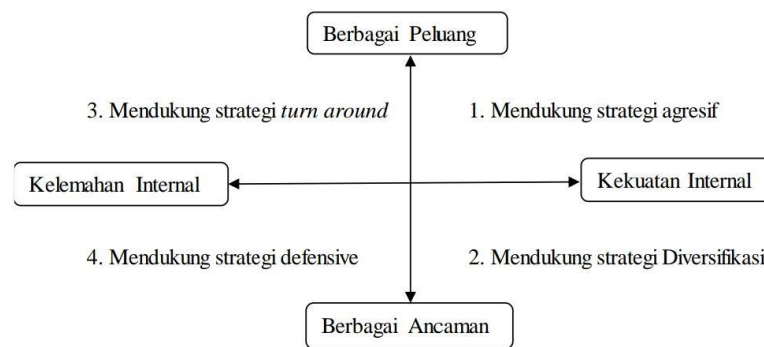 Berbagai Peluang
3. Mendukung strategi turn around
1. Mendukung strategi agresif
Kelemahan Internal
Kekuatan Internal
4. Mendukung strategi defensive
2. Mendukung strategi Diversifikasi
Berbagai Ancaman